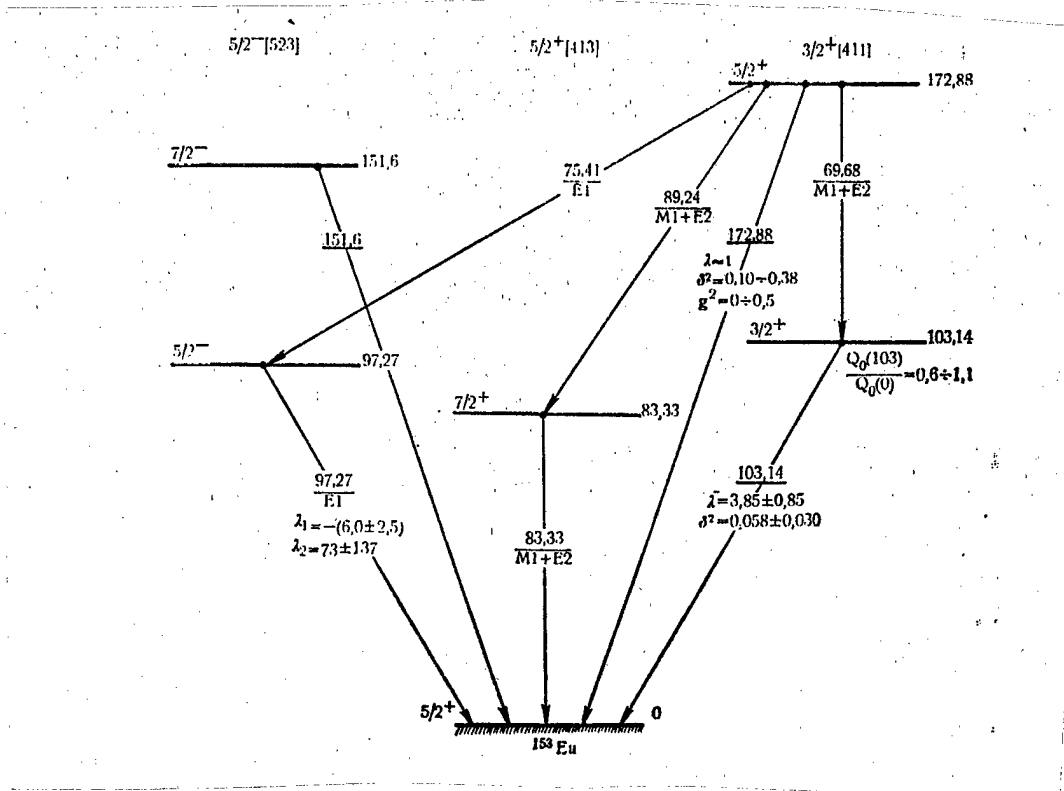 5/2⁻[523]
5/2⁺[413]
3/2⁺[411]
5/2⁺
172,88
7/2⁻
151,6
75,41
E1
69,68
M1+E2
89,24
M1+E2
151,6
172,88
λ~1
δ²=0,10÷0,38
g²=0÷0,5
3/2⁺
103,14
5/2⁻
97,27
Q₀(103)
Q₀(0)
=0,6÷1,1
7/2⁺
83,33
97,27
E1
λ₁=-(6,0±2,5)
λ₂=73±137
103,14
λ=3,85±0,85
δ²=0,058±0,030
83,33
M1+E2
5/2⁺
0
¹⁵³Eu